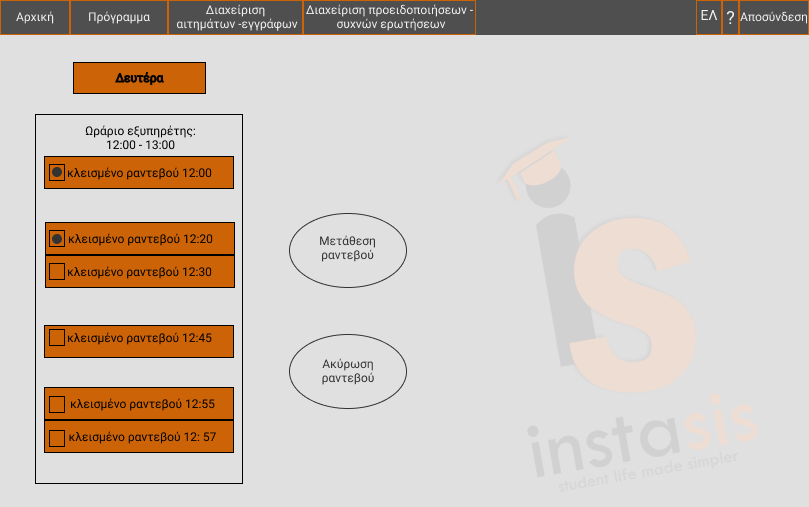 Αρχική
Πρόγραμμα
Διαχείριση
αιτημάτων -εγγράφων
Διαχείριση προειδοποιήσεων -
συχνών ερωτήσεων
ΕΛ
?
Αποσύνδεση
Δευτέρα
Ωράριο εξυπηρέτης:
12:00 - 13:00
κλεισμένο ραντεβού 12:00
κλεισμένο ραντεβού 12:20
κλεισμένο ραντεβού 12:30
κλεισμένο ραντεβού 12:45
κλεισμένο ραντεβού 12:55
κλεισμένο ραντεβού 12: 57
Μετάθεση
ραντεβού
Ακύρωση
ραντεβού
iS
instasis
student life made simpler